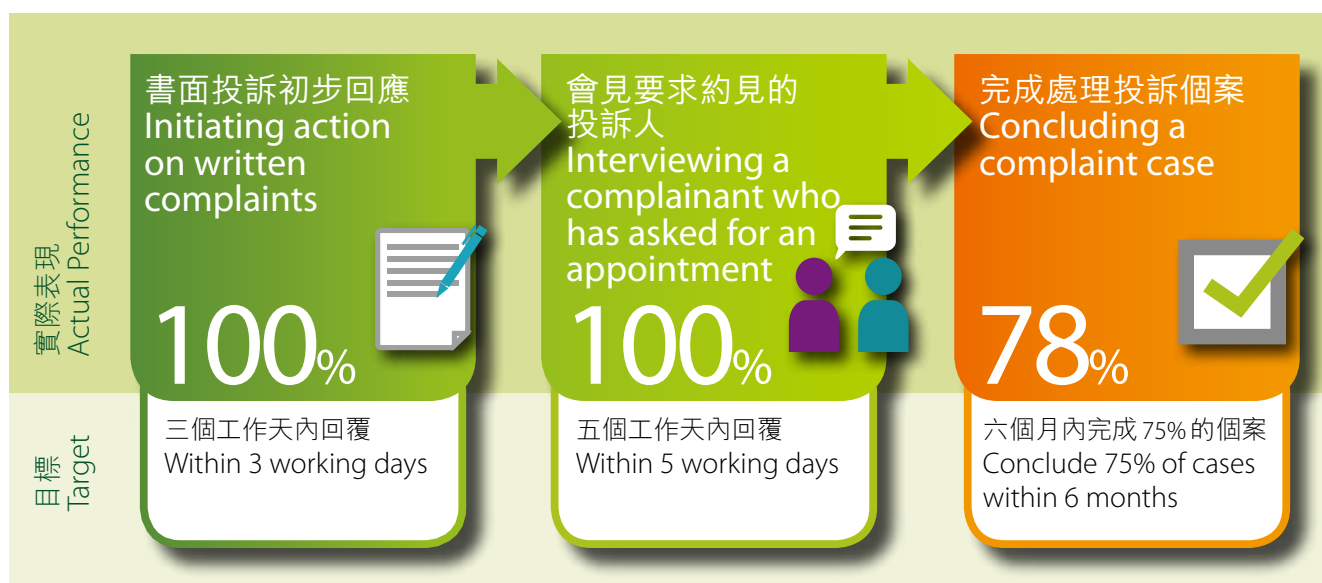 實際表現
Actual Performance
書面投訴初步回應
Initiating action
on written
complaints
100%
會見要求約見的
投訴人
Interviewing a
complainant who
has asked for an
appointment
100%
完成處理投訴個案
Concluding a
complaint case
78%
目標
Target
三個工作天內回覆
Within 3 working days
五個工作天內回覆
Within 5 working days
六個月內完成 75% 的個案
Conclude 75% of cases
within 6 months